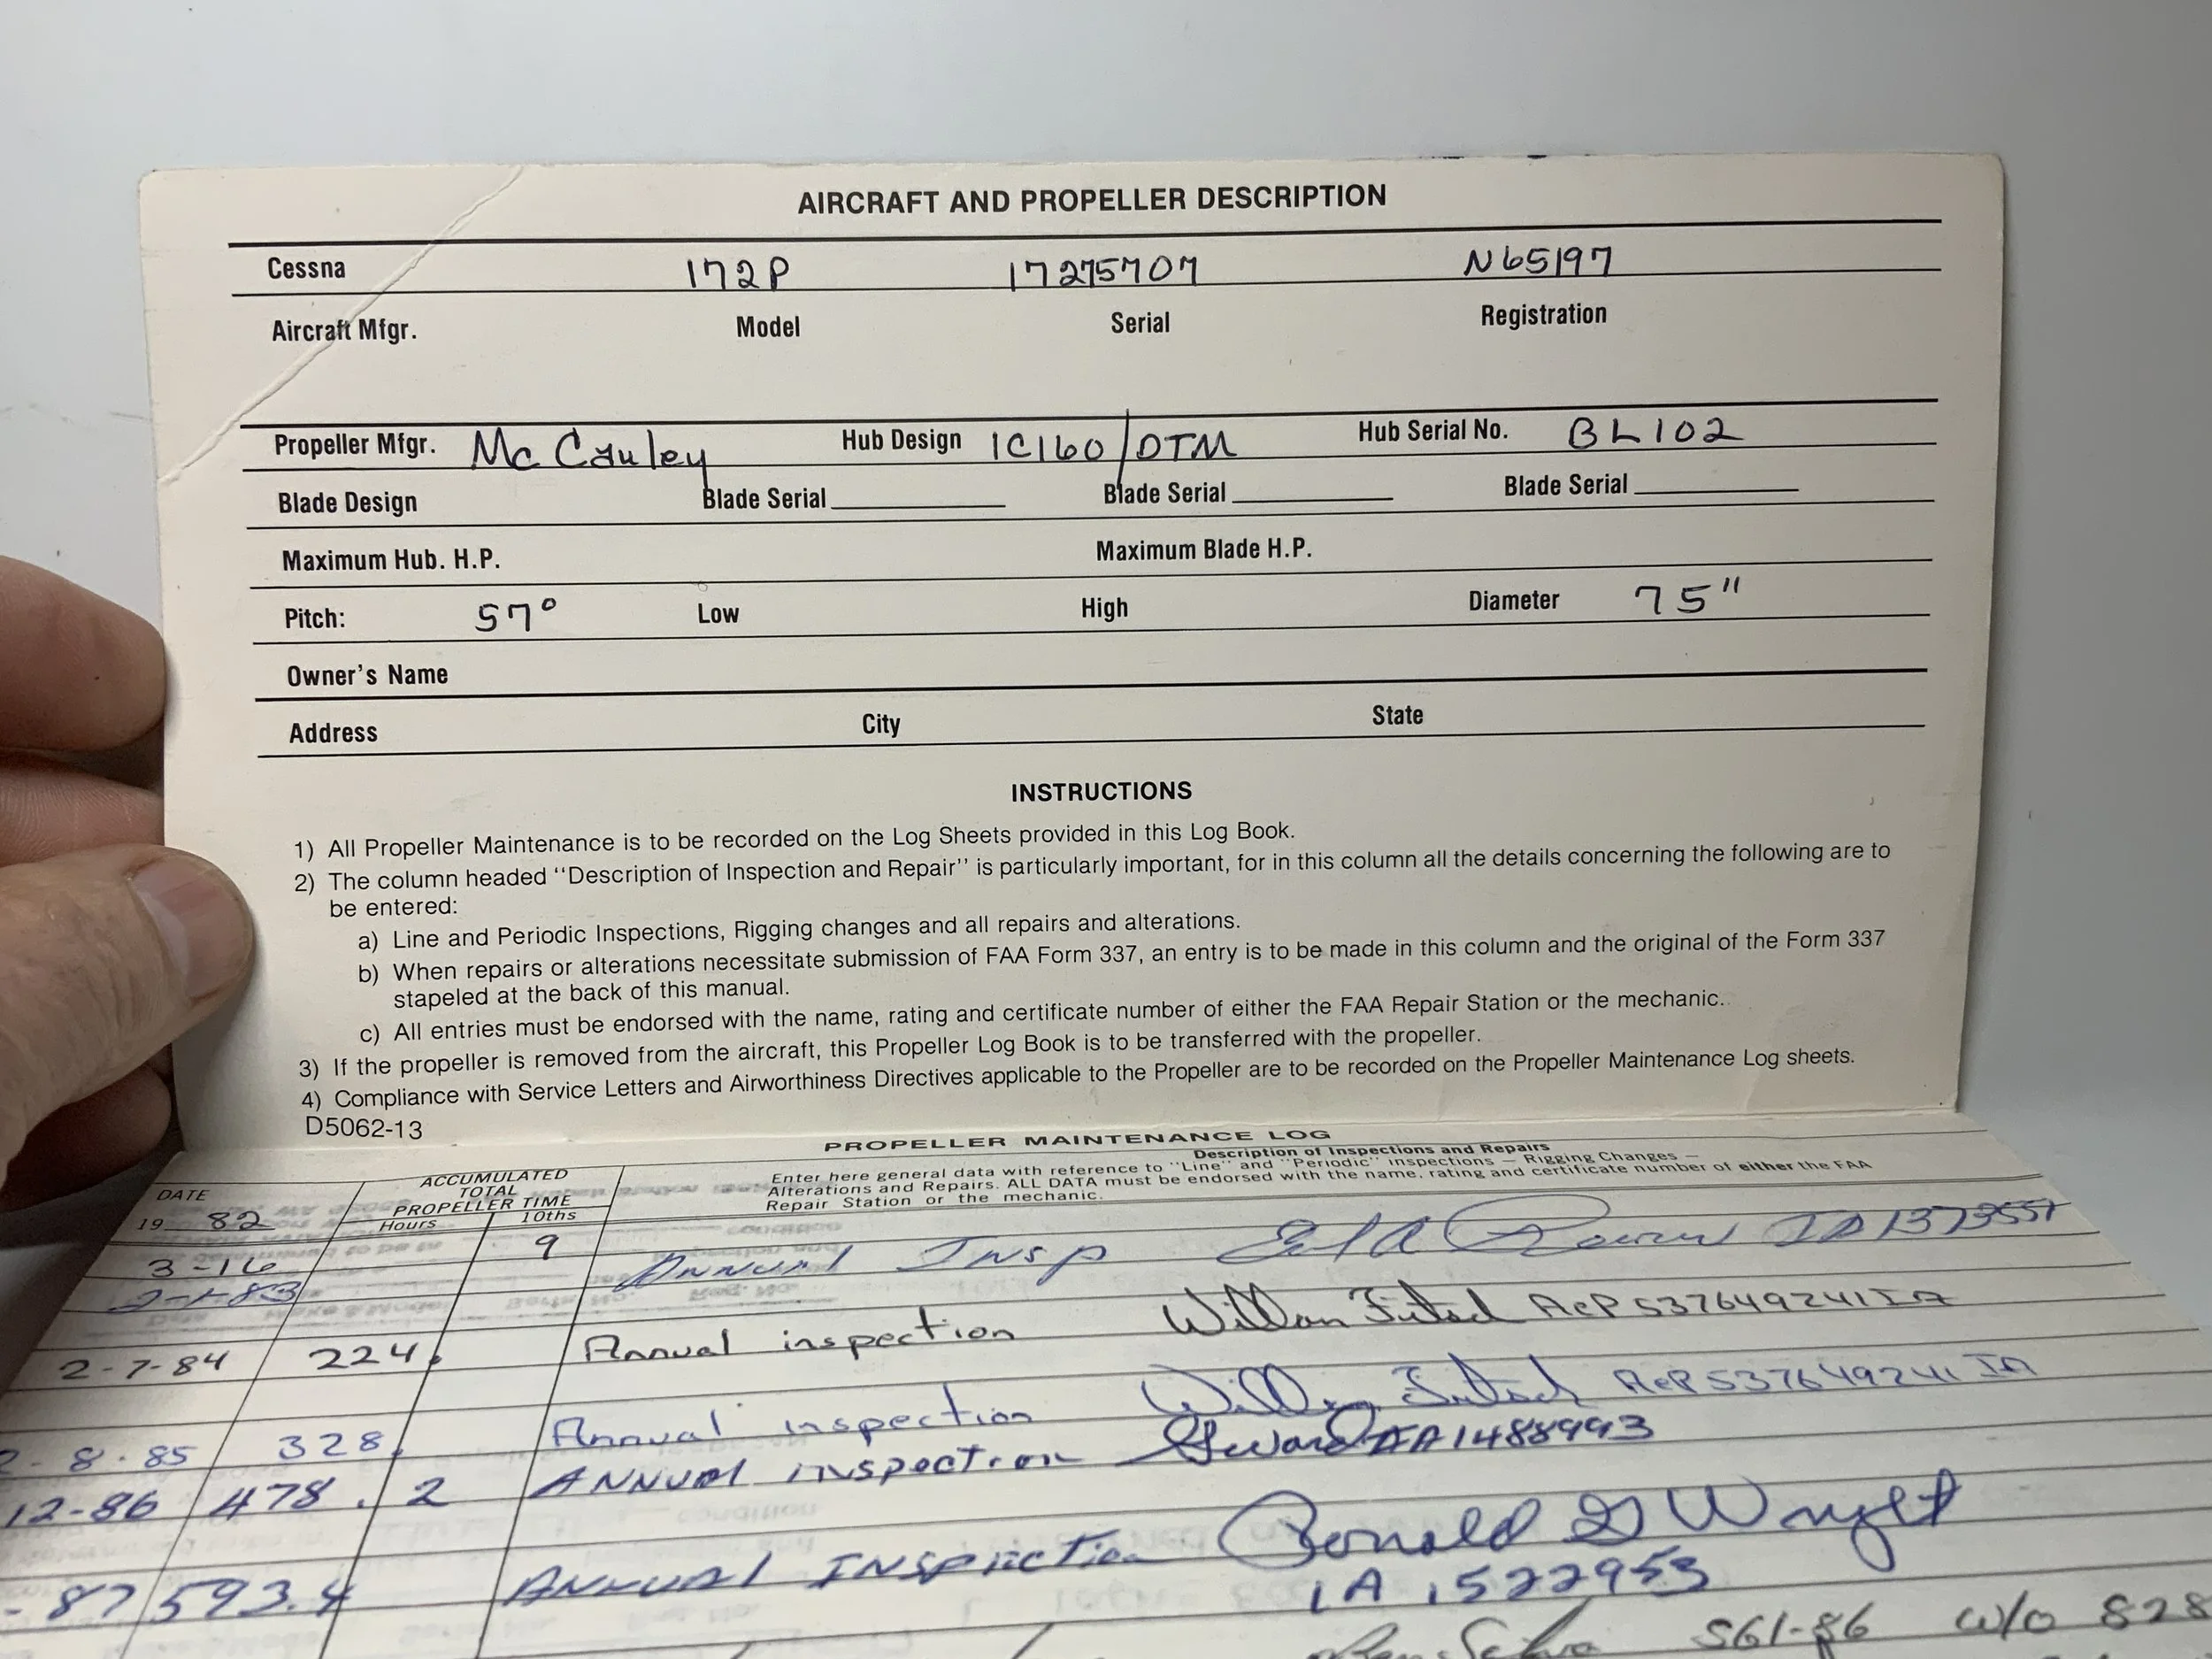 AIRCRAFT AND PROPELLER DESCRIPTION
Cessna 172P 17275707 N65197
Aircraft Mfgr. Model Serial Registration
Propeller Mfgr. McCauley Hub Design 1C160/DTM Hub Serial No. BL102
Blade Design Blade Serial Blade Serial Blade Serial
Maximum Hub. H.P. Maximum Blade H.P.
Pitch: 57° Low High Diameter 75"
Owner's Name
Address City State
INSTRUCTIONS
1) All Propeller Maintenance is to be recorded on the Log Sheets provided in this Log Book.
2) The column headed "Description of Inspection and Repair" is particularly important, for in this column all the details concerning the following are to
be entered:
a) Line and Periodic Inspections, Rigging changes and all repairs and alterations.
b) When repairs or alterations necessitate submission of FAA Form 337, an entry is to be made in this column and the original of the Form 337
stapeled at the back of this manual.
c) All entries must be endorsed with the name, rating and certificate number of either the FAA Repair Station or the mechanic.
3) If the propeller is removed from the aircraft, this Propeller Log Book is to be transferred with the propeller.
4) Compliance with Service Letters and Airworthiness Directives applicable to the Propeller are to be recorded on the Propeller Maintenance Log sheets.
D5062-13
PROPELLER MAINTENANCE LOG
DATE
19 82
ACCUMULATED
TOTAL
PROPELLER TIME
Hours 10ths
Description of Inspections and Repairs
Enter here general data with reference to "Line" and "Periodic" inspections — Rigging Changes —
Alterations and Repairs. ALL DATA must be endorsed with the name, rating and certificate number of either the FAA
Repair Station or the mechanic.
3-16 9
2-1-83 Annual Insp
2-7-84 224. Annual inspection A&P 537649241 IA
8-85 328. Annual inspection A&P 537649241 IA
12-86 478.2 ANNUAL inspection
-87 593.4 ANNUAL INSPECTION Ronald G Wright
IA 1522953
S61-86 W/O 828